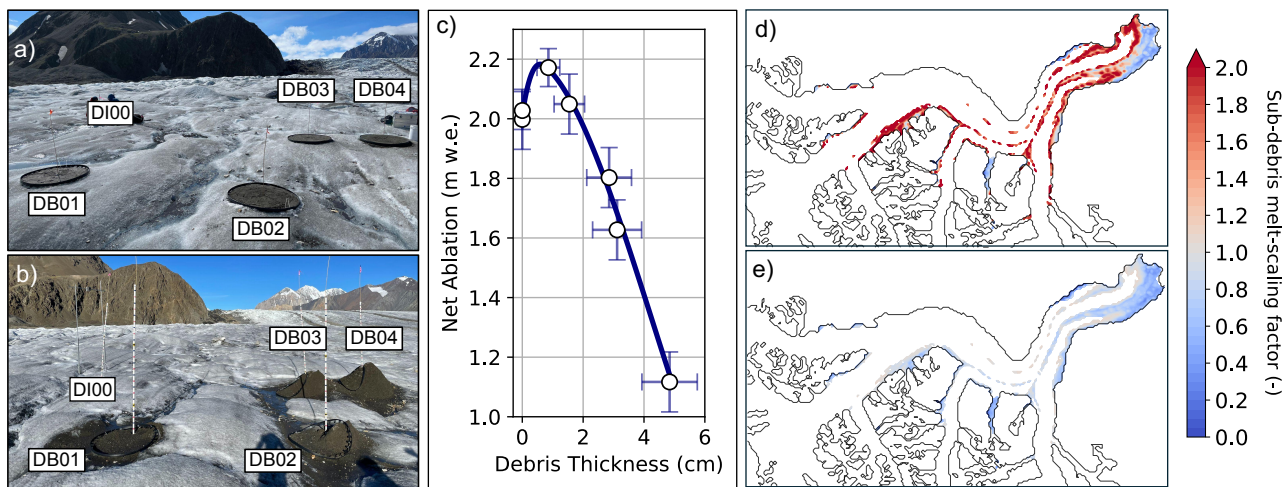 a)
DI00
DB03
DB04
DB01
DB02
b)
DB03
DB04
DI00
DB01
DB02
c)
Net Ablation (m w.e.)
2.2
2.0
1.8
1.6
1.4
1.2
1.0
0
2
4
6
Debris Thickness (cm)
d)
e)
2.0
1.8
1.6
1.4
1.2
1.0
0.8
0.6
0.4
0.2
0.0
Sub-debris melt-scaling factor (-)